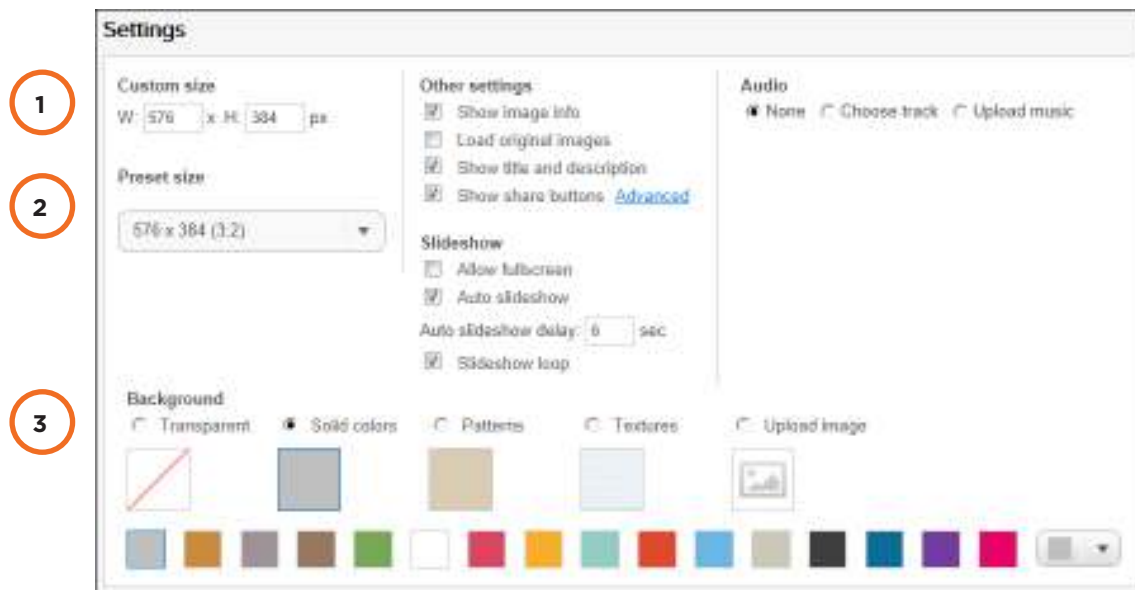 Settings
1
Custom size
W: 576 x H: 384 px
2
Preset size
576 x 384 (3:2)
Other settings
Show image info
Load original images
Show title and description
Show share buttons Advanced
Slideshow
Allow fullscreen
Auto slideshow
Auto slideshow delay: 6 sec
Slideshow loop
Audio
None Choose track Upload music
3
Background
Transparent Solid colors Patterns Textures Upload image